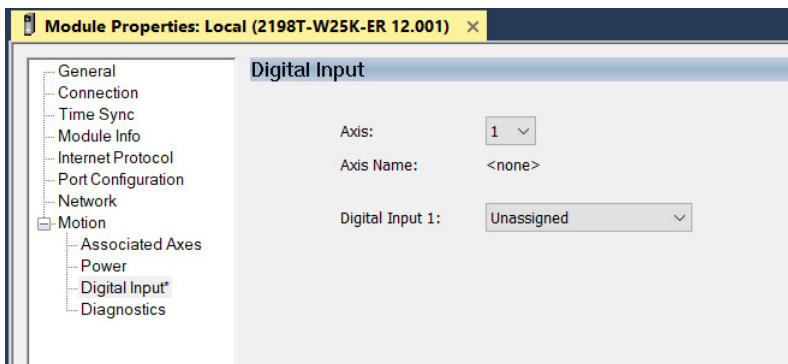 Module Properties: Local (2198T-W25K-ER 12.001) ×
General
Connection
Time Sync
Module Info
Internet Protocol
Port Configuration
Network
Motion
Associated Axes
Power
Digital Input*
Diagnostics
Digital Input
Axis: 1
Axis Name: <none>
Digital Input 1: Unassigned